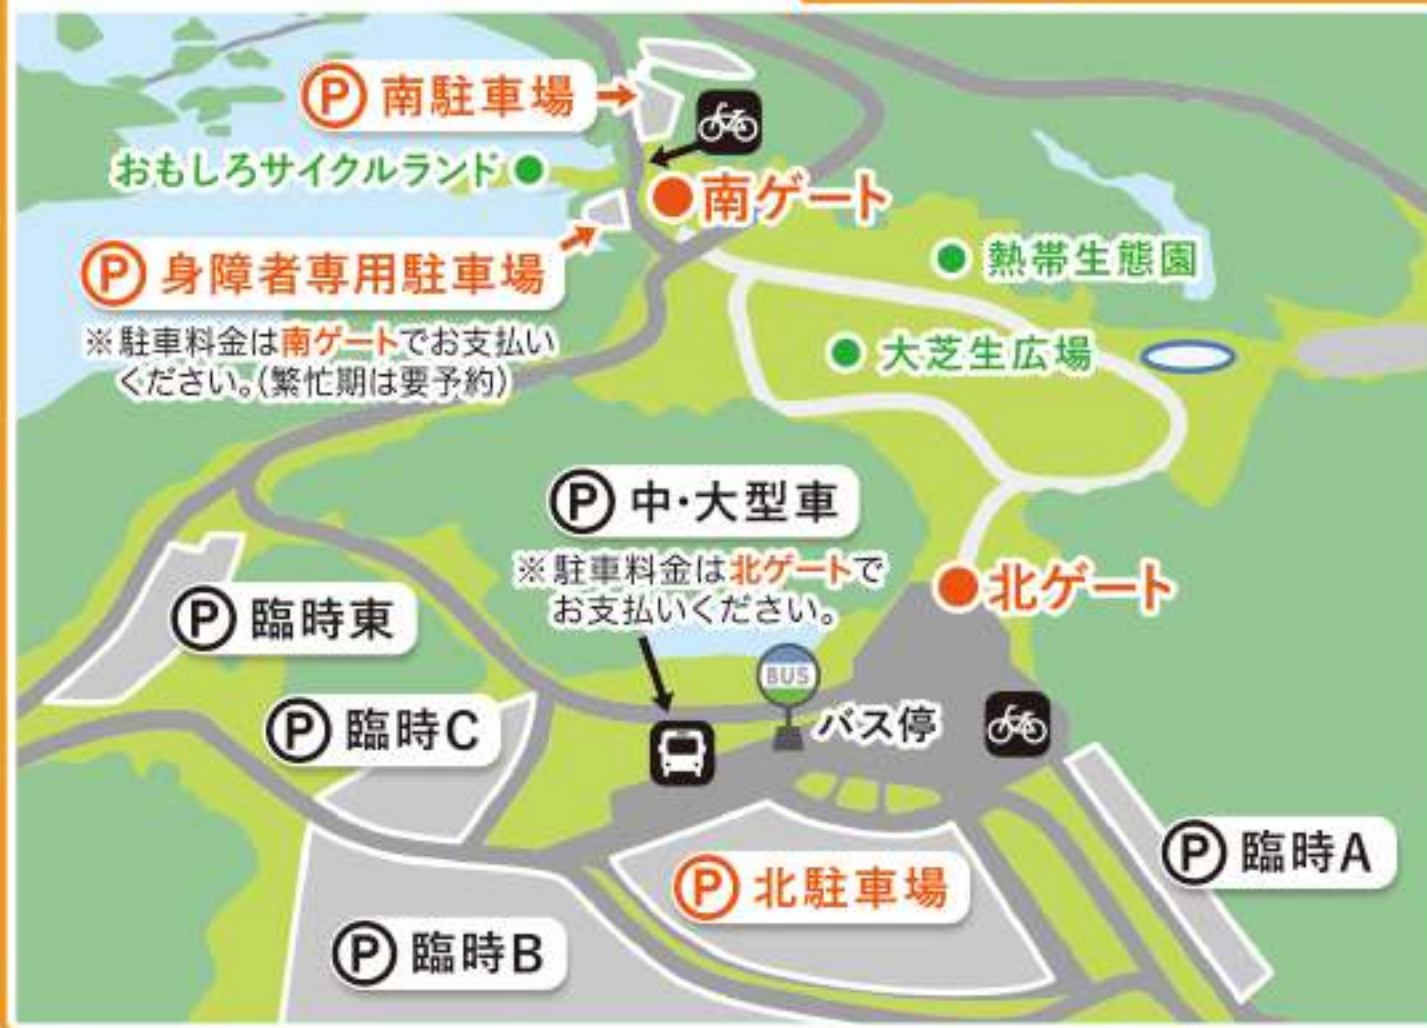 P 南駐車場
おもしろサイクルランド
南ゲート
P 身障者専用駐車場
※駐車料金は南ゲートでお支払い
ください。(繁忙期は要予約)
熱帯生態園
大芝生広場
P 中・大型車
※駐車料金は北ゲートで
お支払いください。
北ゲート
P 臨時東
BUS
バス停
P 臨時C
P 臨時A
P 北駐車場
P 臨時B